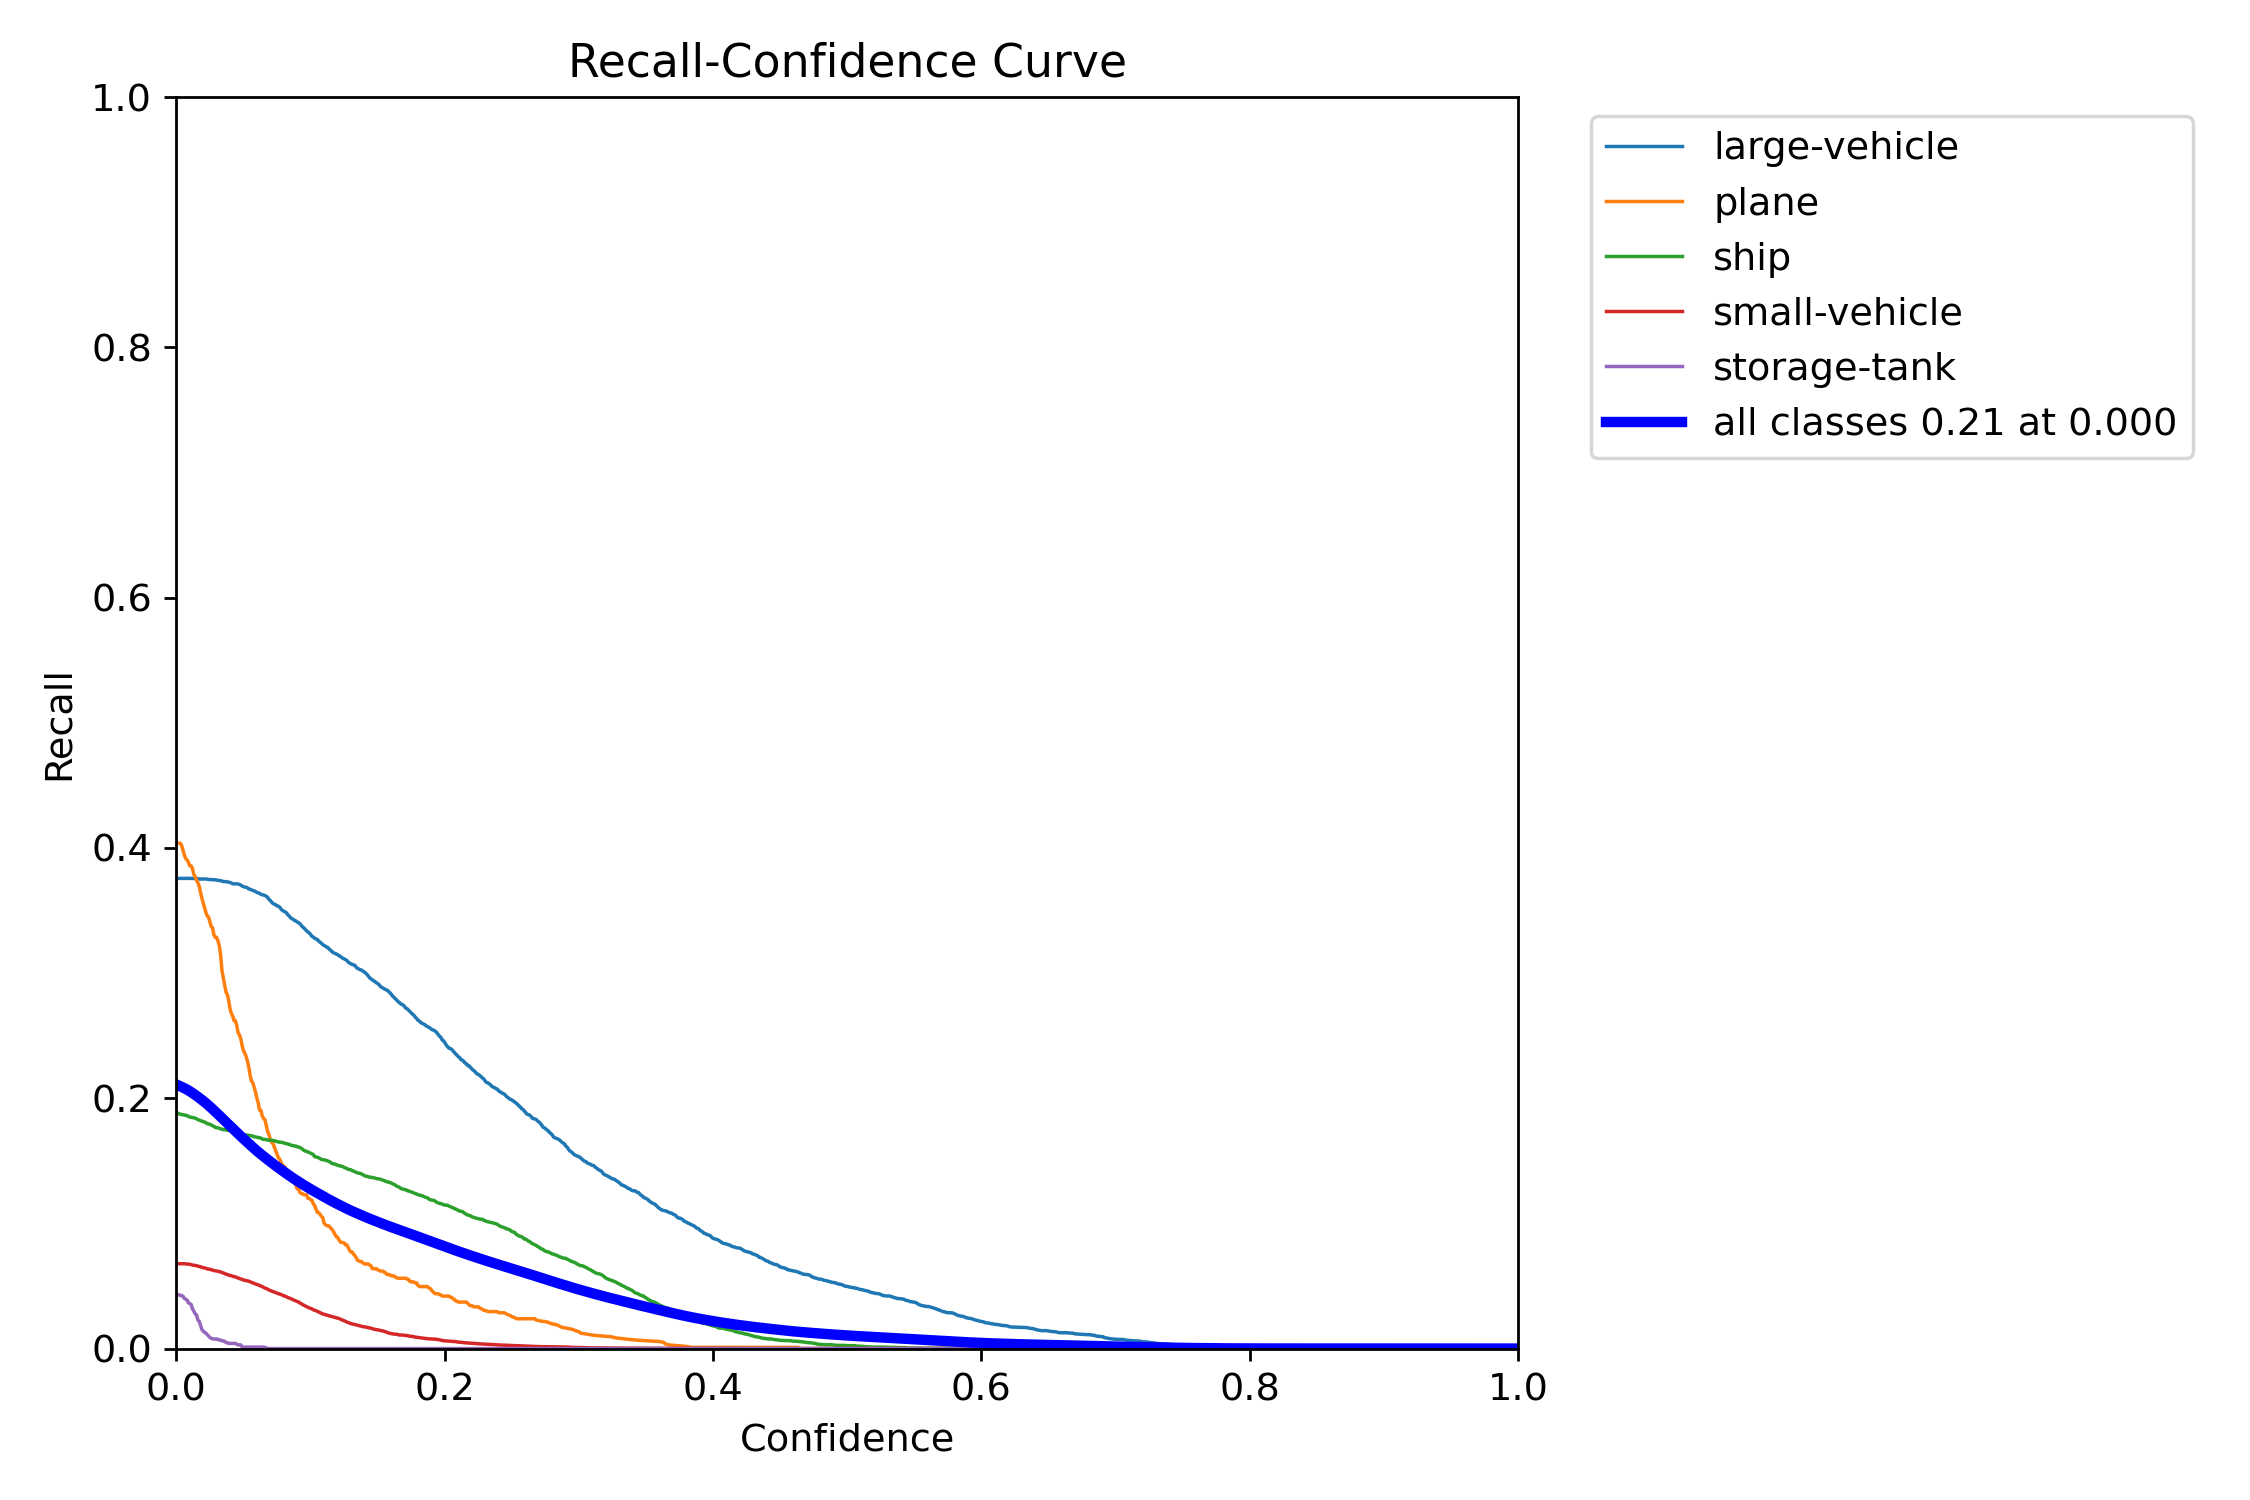 Recall-Confidence Curve
1.0
0.8
0.6
0.4
0.2
0.0
Recall
0.0 0.2 0.4 0.6 0.8 1.0
Confidence
large-vehicle
plane
ship
small-vehicle
storage-tank
all classes 0.21 at 0.000